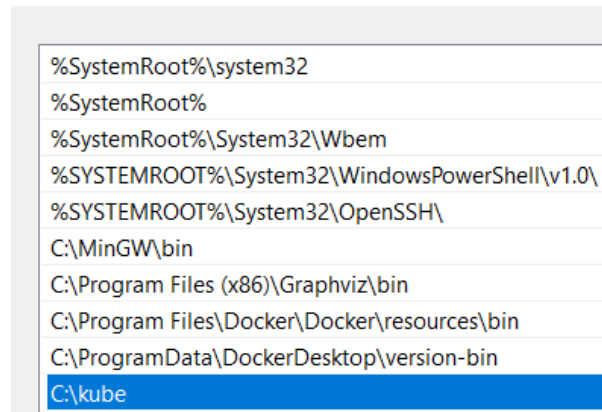 %SystemRoot%\system32
%SystemRoot%
%SystemRoot%\System32\Wbem
%SYSTEMROOT%\System32\WindowsPowerShell\v1.0\
%SYSTEMROOT%\System32\OpenSSH\
C:\MinGW\bin
C:\Program Files (x86)\Graphviz\bin
C:\Program Files\Docker\Docker\resources\bin
C:\ProgramData\DockerDesktop\version-bin
C:\kube